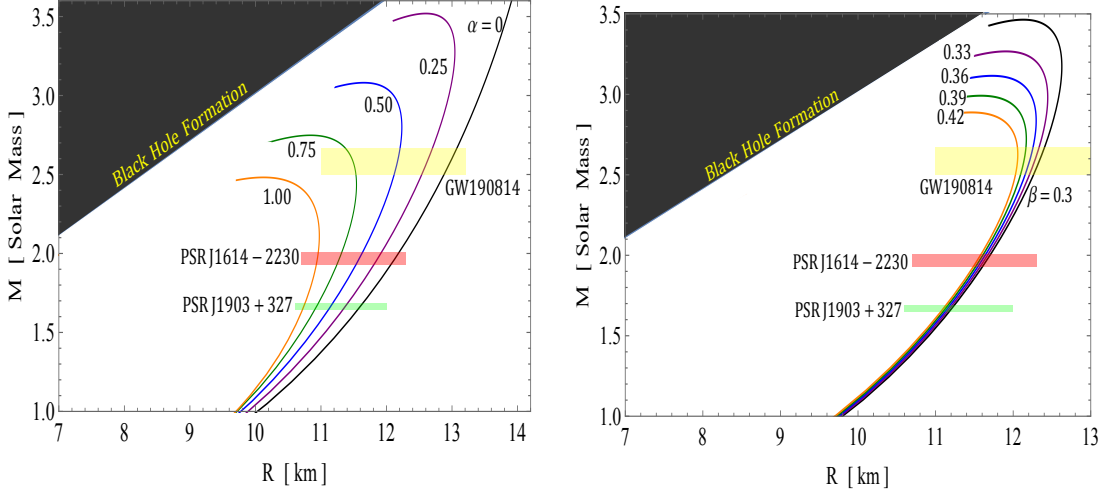 3.5
3.0
2.5
2.0
1.5
1.0
M [ Solar Mass ]
Black Hole Formation
α = 0
0.25
0.50
0.75
1.00
GW190814
PSR J1614 − 2230
PSR J1903 + 327
7 8 9 10 11 12 13 14
R [ km ]
3.5
3.0
2.5
2.0
1.5
1.0
M [ Solar Mass ]
Black Hole Formation
0.33
0.36
0.39
0.42
GW190814
β = 0.3
PSR J1614 − 2230
PSR J1903 + 327
7 8 9 10 11 12 13
R [ km ]